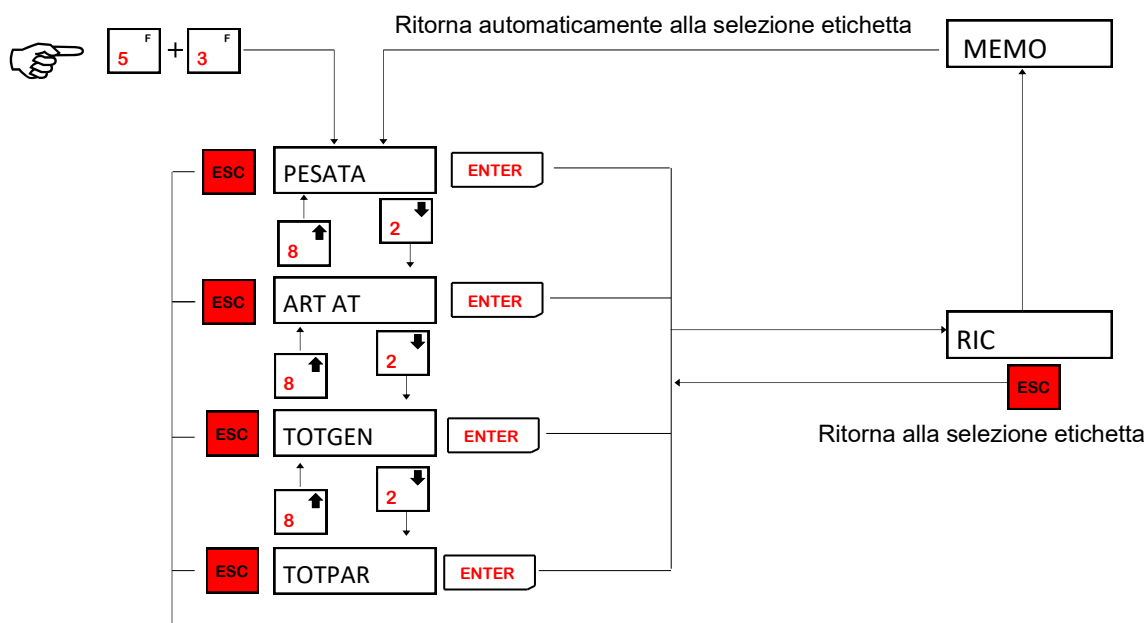 Ritorna automaticamente alla selezione etichetta
MEMO
5 F + 3 F
ESC PESATA ENTER
8 2
ESC ART AT ENTER
RIC
8 2
ESC
ESC TOTGEN ENTER
Ritorna alla selezione etichetta
8 2
ESC TOTPAR ENTER